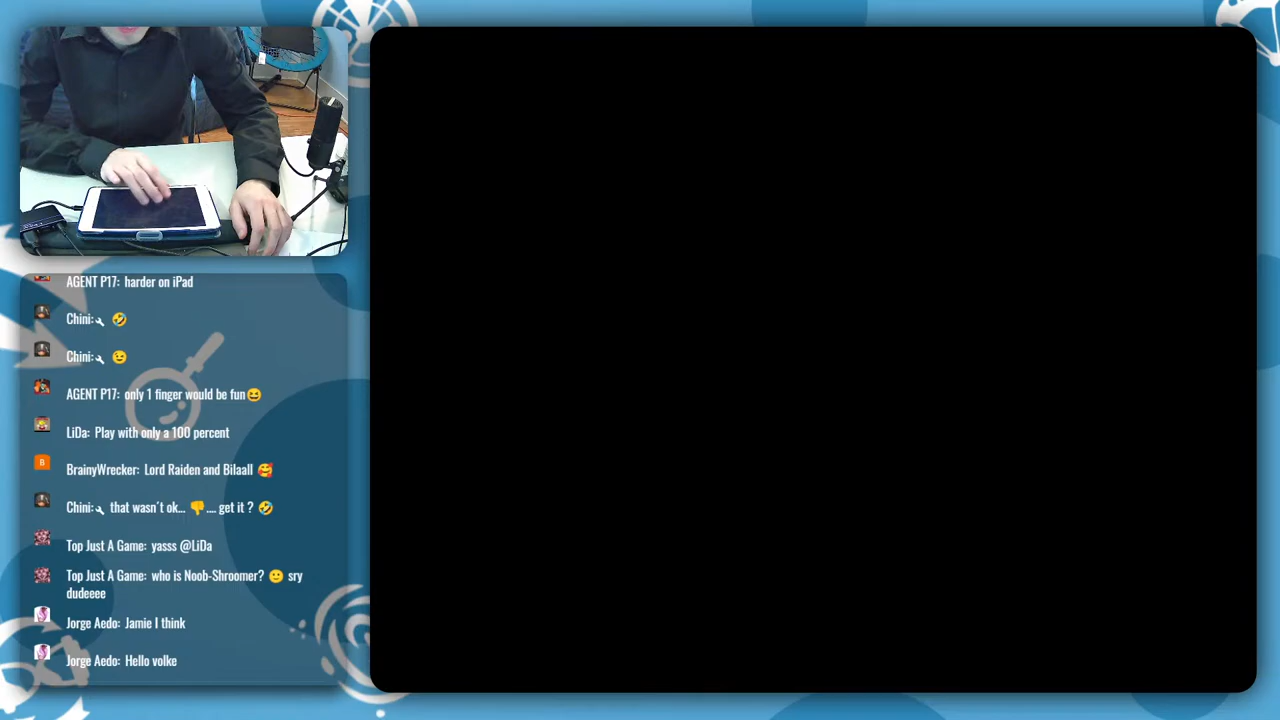 AGENT P17: harder on iPad
Chini: 🤣
Chini: 😉
AGENT P17: only 1 finger would be fun😆
LiDa: Play with only a 100 percent
B
BrainyWrecker: Lord Raiden and Bilaall 🥰
Chini: that wasn't ok... 👎.... get it ? 🤣
Top Just A Game: yasss @LiDa
Top Just A Game: who is Noob-Shroomer? 🙂 sry
dudeeee
Jorge Aedo: Jamie I think
Jorge Aedo: Hello volke